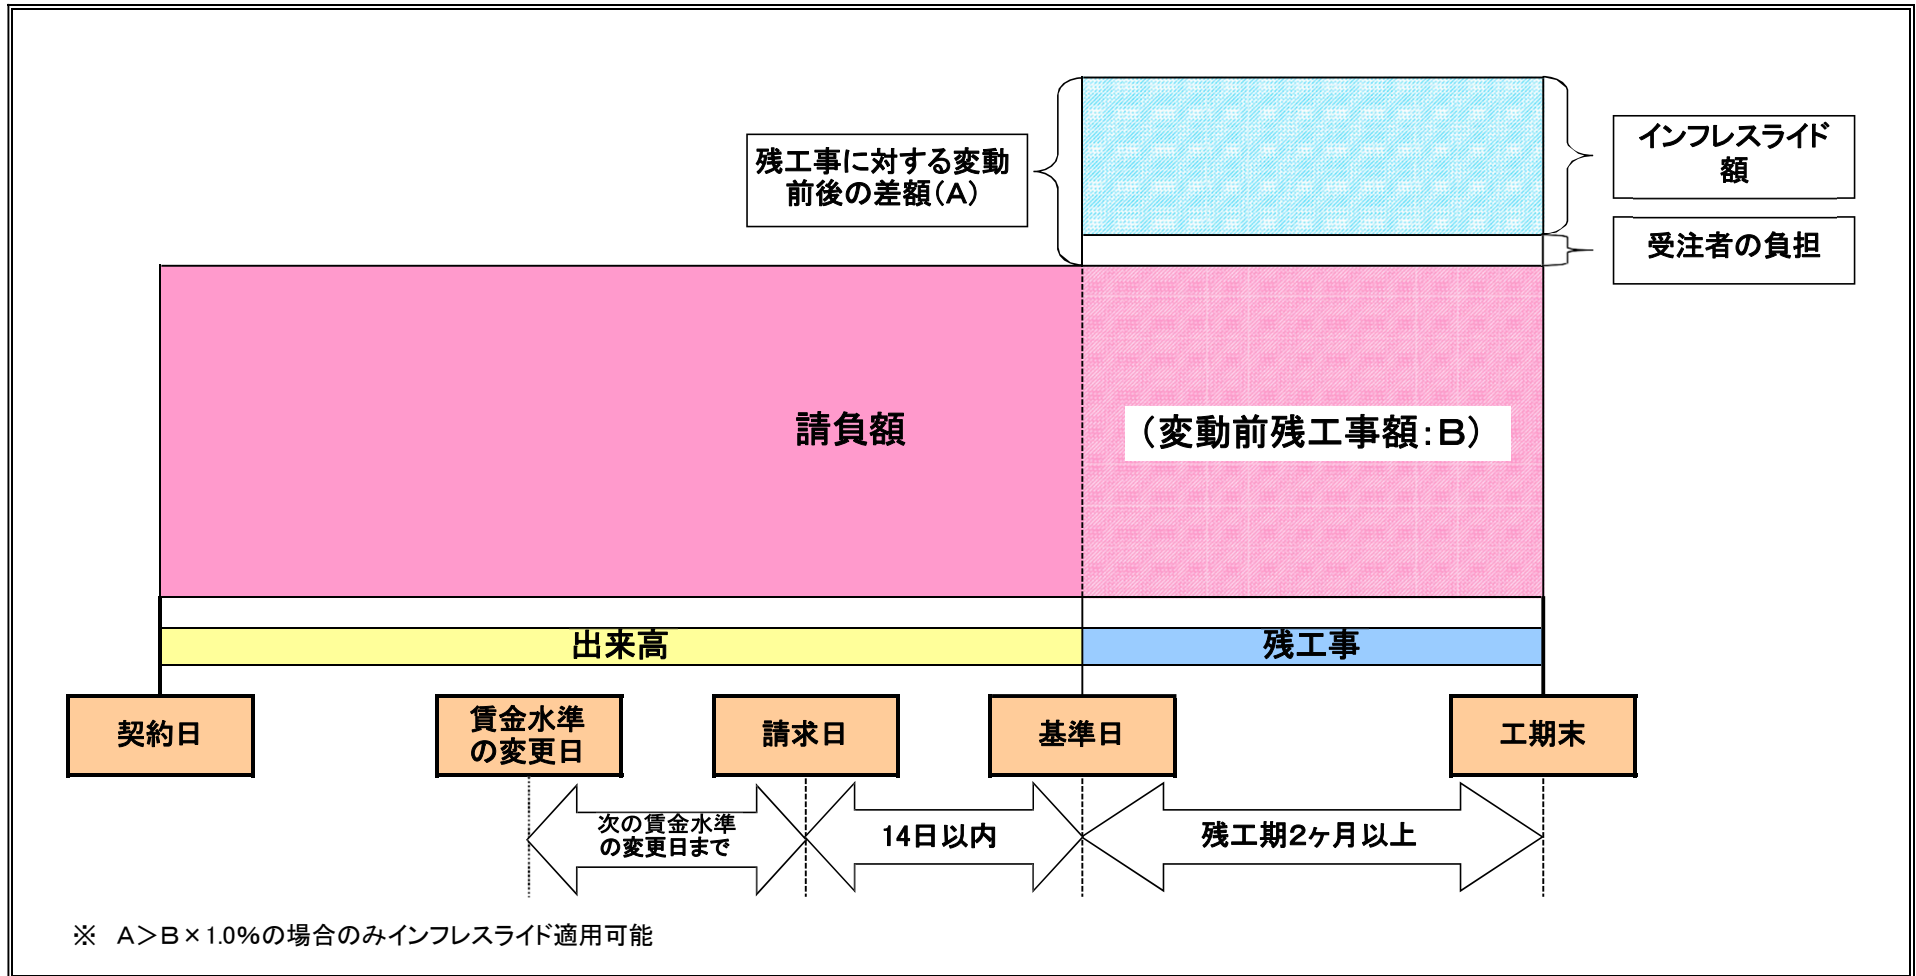 残工事に対する変動
前後の差額(A)
インフレスライド
額
受注者の負担
請負額
(変動前残工事額:B)
出来高
残工事
契約日
賃金水準
の変更日
請求日
基準日
工期末
次の賃金水準
の変更日まで
14日以内
残工期2ヶ月以上
※ A>B×1.0%の場合のみインフレスライド適用可能